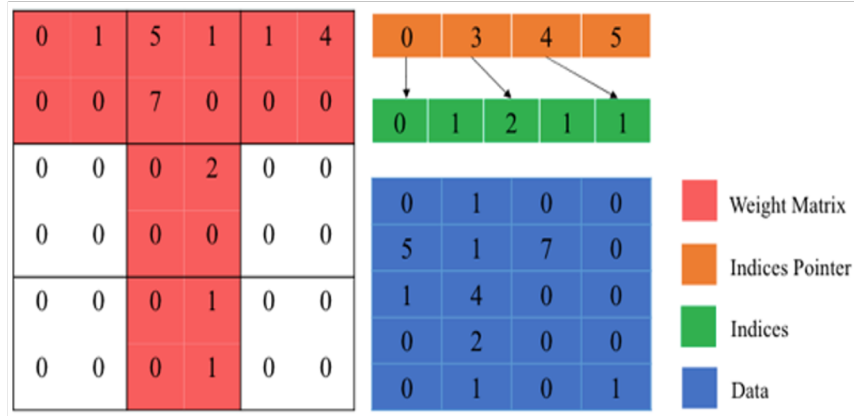 0 1 5 1 1 4
0 0 7 0 0 0
0 0 0 2 0 0
0 0 0 0 0 0
0 0 0 1 0 0
0 0 0 1 0 0
0 3 4 5
0 1 2 1 1
0 1 0 0
5 1 7 0
1 4 0 0
0 2 0 0
0 1 0 1
Weight Matrix
Indices Pointer
Indices
Data